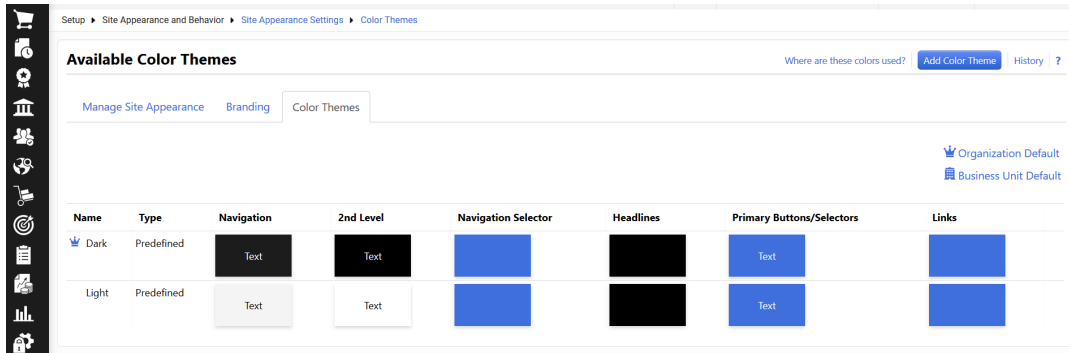 Setup ▸ Site Appearance and Behavior ▸ Site Appearance Settings ▸ Color Themes
Available Color Themes
Where are these colors used? Add Color Theme History ?
Manage Site Appearance Branding Color Themes
Organization Default
Business Unit Default
Name Type Navigation 2nd Level Navigation Selector Headlines Primary Buttons/Selectors Links
Dark Predefined Text Text Text
Light Predefined Text Text Text